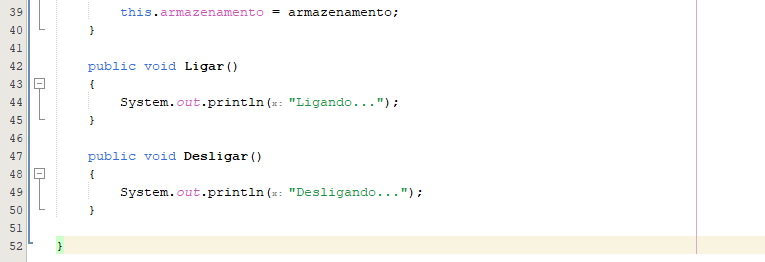 39 this.armazenamento = armazenamento;
40 }
41
42 public void Ligar()
43 {
44 System.out.println(x: "Ligando...");
45 }
46
47 public void Desligar()
48 {
49 System.out.println(x: "Desligando...");
50 }
51
52 }